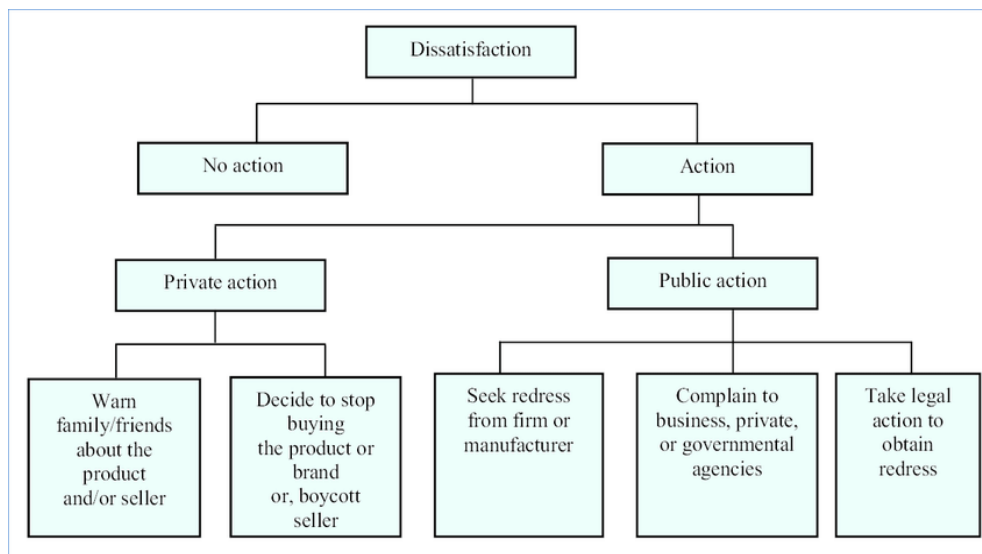 Dissatisfaction
No action
Action
Private action
Public action
Warn
family/friends
about the
product
and/or seller
Decide to stop
buying
the product or
brand
or, boycott
seller
Seek redress
from firm or
manufacturer
Complain to
business, private,
or governmental
agencies
Take legal
action to
obtain
redress